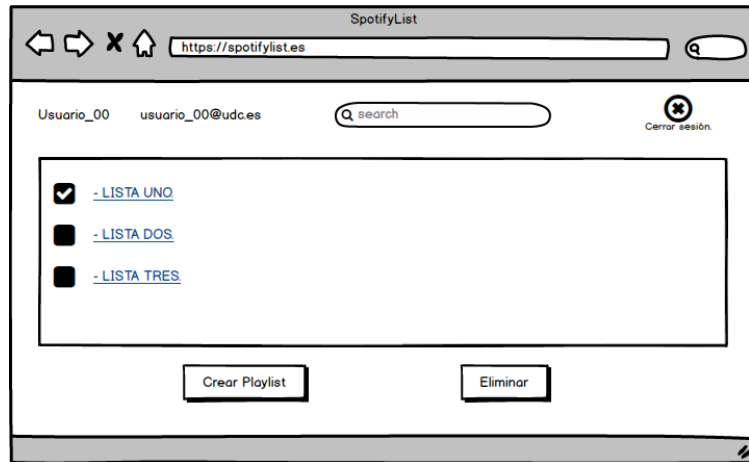 SpotifyList
https://spotifylist.es
Usuario_00 usuario_00@udc.es search
Cerrar sesión.
- LISTA UNO.
- LISTA DOS.
- LISTA TRES.
Crear Playlist Eliminar